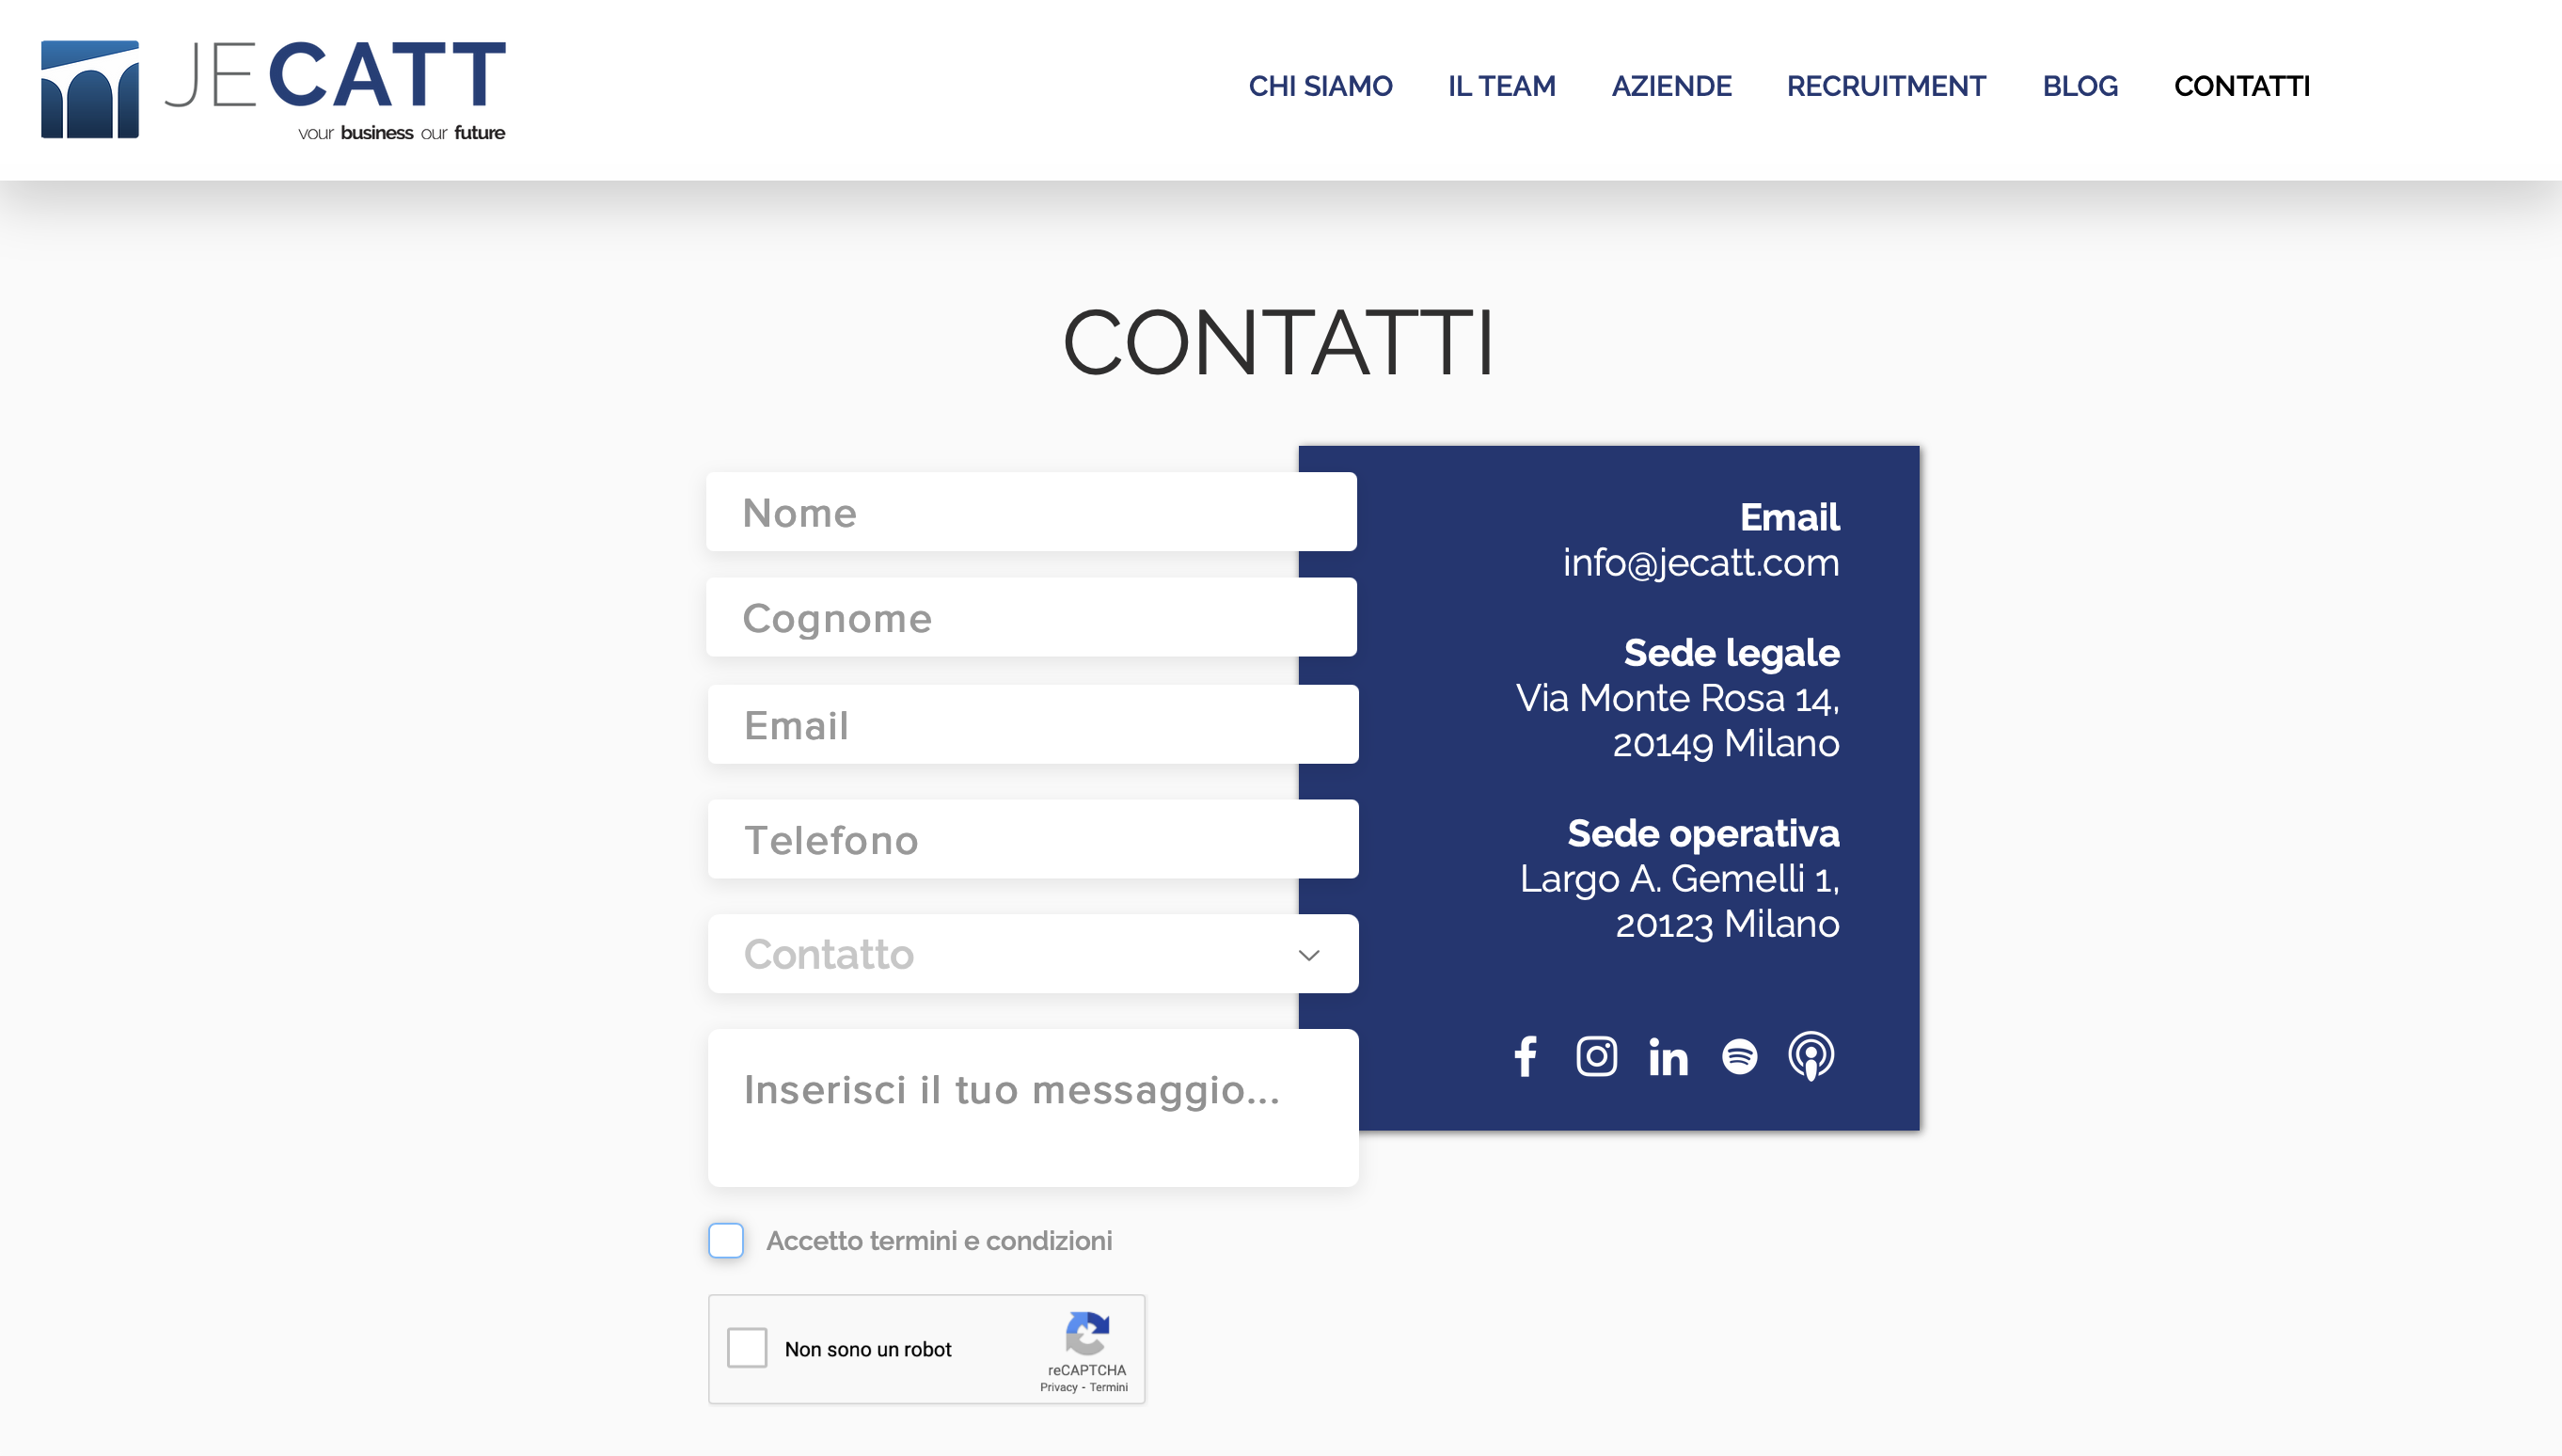 JECATT
your business our future
CHI SIAMO
IL TEAM
AZIENDE
RECRUITMENT
BLOG
CONTATTI
CONTATTI
Nome
Cognome
Email
Telefono
Contatto
Inserisci il tuo messaggio...
Accetto termini e condizioni
Non sono un robot
reCAPTCHA
Privacy - Termini
Email
info@jecatt.com
Sede legale
Via Monte Rosa 14,
20149 Milano
Sede operativa
Largo A. Gemelli 1,
20123 Milano